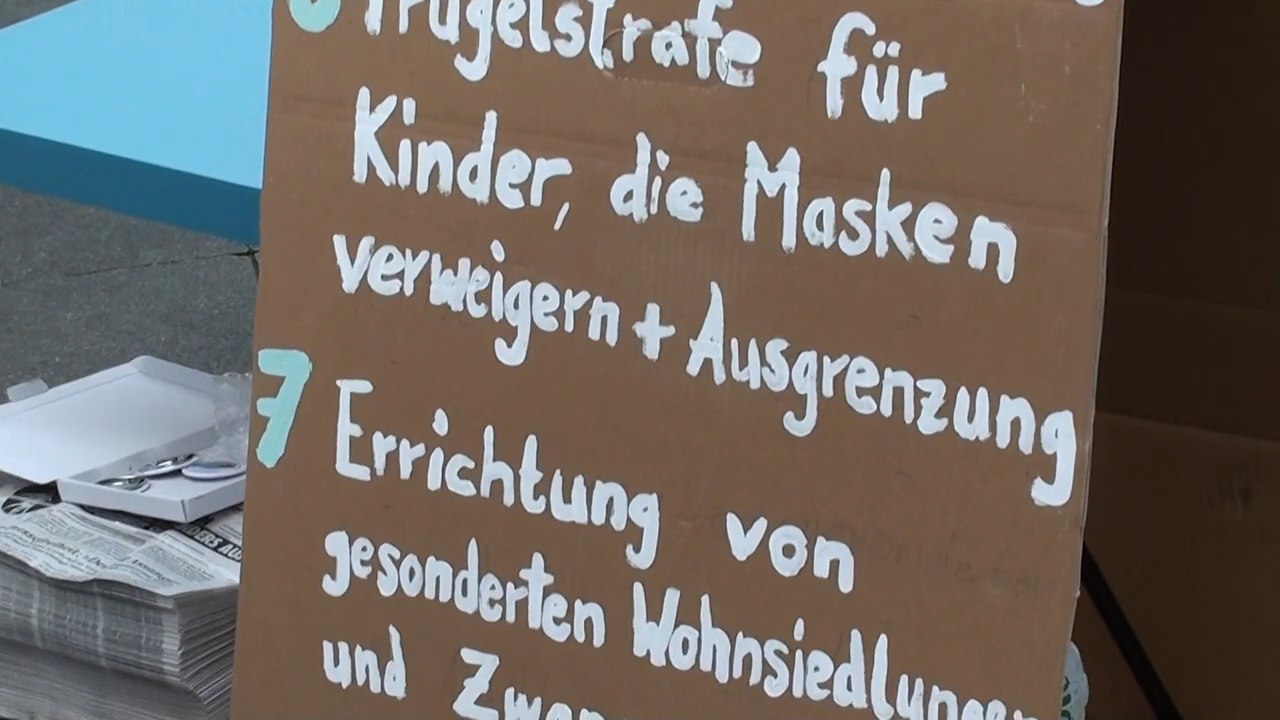 Prügelstrafe für
Kinder, die Masken
verweigern + Ausgrenzung
7 Errichtung von
gesonderten Wohnsiedlungen
und